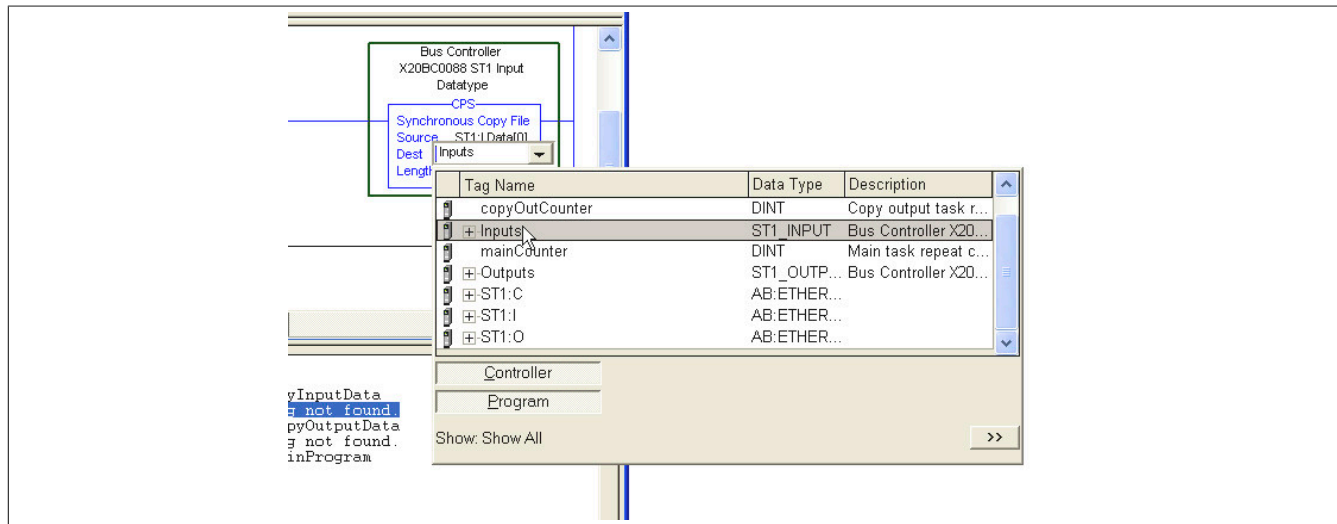 Bus Controller
X20BC0088 ST1 Input
Datatype
CPS
Synchronous Copy File
Source ST1:I.Data[0]
Dest Inputs
Length
Tag Name Data Type Description
copyOutCounter DINT Copy output task r...
Inputs ST1_INPUT Bus Controller X20...
mainCounter DINT Main task repeat c...
Outputs ST1_OUTP... Bus Controller X20...
ST1:C AB:ETHER...
ST1:I AB:ETHER...
ST1:O AB:ETHER...
Controller
Program
Show: Show All >>
yInputData
g not found.
pyOutputData
g not found.
inProgram